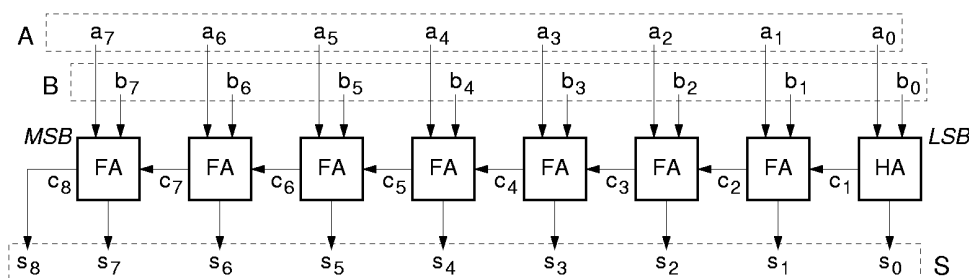 A a7 a6 a5 a4 a3 a2 a1 a0
B b7 b6 b5 b4 b3 b2 b1 b0
MSB LSB
FA FA FA FA FA FA FA HA
c8 c7 c6 c5 c4 c3 c2 c1
s8 s7 s6 s5 s4 s3 s2 s1 s0 S